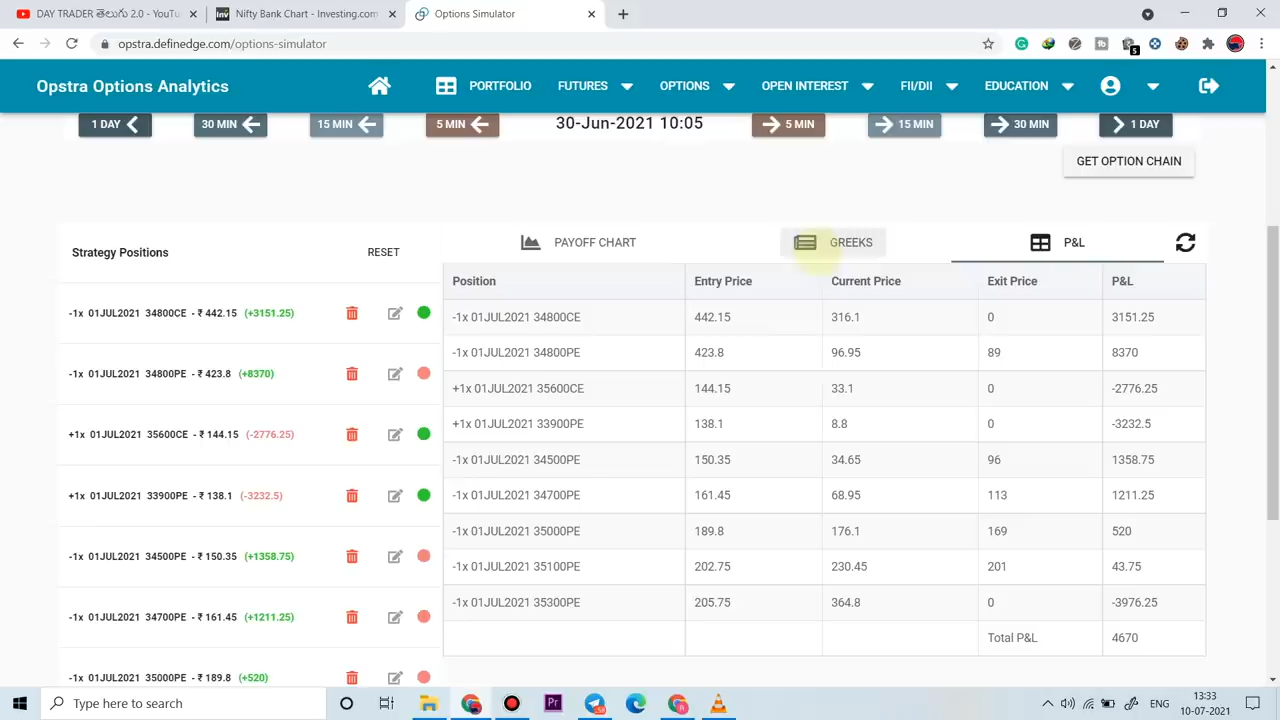 DAY TRADER తెలుగు 2.0 - YouTu
Nifty Bank Chart - Investing.com
Options Simulator
opstra.definedge.com/options-simulator
Opstra Options Analytics
PORTFOLIO
FUTURES
OPTIONS
OPEN INTEREST
FII/DII
EDUCATION
1 DAY
30 MIN
15 MIN
5 MIN
30-Jun-2021 10:05
5 MIN
15 MIN
30 MIN
1 DAY
GET OPTION CHAIN
Strategy Positions
RESET
-1x 01JUL2021 34800CE - ₹ 442.15 (+3151.25)
-1x 01JUL2021 34800PE - ₹ 423.8 (+8370)
+1x 01JUL2021 35600CE - ₹ 144.15 (-2776.25)
+1x 01JUL2021 33900PE - ₹ 138.1 (-3232.5)
-1x 01JUL2021 34500PE - ₹ 150.35 (+1358.75)
-1x 01JUL2021 34700PE - ₹ 161.45 (+1211.25)
-1x 01JUL2021 35000PE - ₹ 189.8 (+520)
PAYOFF CHART
GREEKS
P&L
Position Entry Price Current Price Exit Price P&L
-1x 01JUL2021 34800CE 442.15 316.1 0 3151.25
-1x 01JUL2021 34800PE 423.8 96.95 89 8370
+1x 01JUL2021 35600CE 144.15 33.1 0 -2776.25
+1x 01JUL2021 33900PE 138.1 8.8 0 -3232.5
-1x 01JUL2021 34500PE 150.35 34.65 96 1358.75
-1x 01JUL2021 34700PE 161.45 68.95 113 1211.25
-1x 01JUL2021 35000PE 189.8 176.1 169 520
-1x 01JUL2021 35100PE 202.75 230.45 201 43.75
-1x 01JUL2021 35300PE 205.75 364.8 0 -3976.25
Total P&L 4670
Type here to search
ENG
13:33
10-07-2021